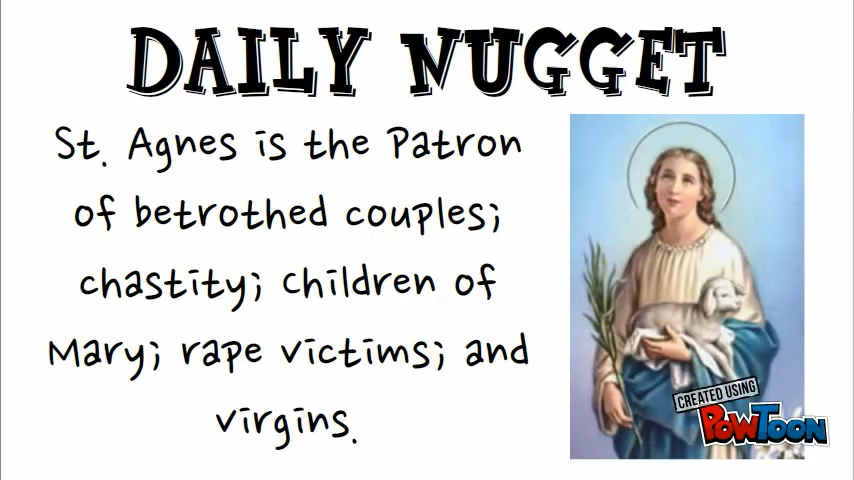 DAILY NUGGET
St. Agnes is the Patron
of betrothed couples;
chastity; children of
Mary; rape victims; and
virgins.
CREATED USING
POWTOON